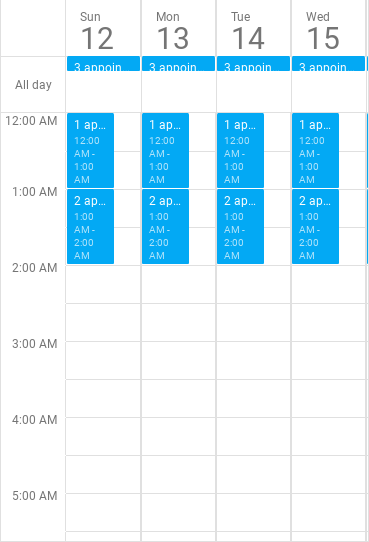 Sun Mon Tue Wed
12 13 14 15
3 appoin 3 appoin 3 appoin 3 appoin
All day
12:00 AM
1 ap... 1 ap... 1 ap... 1 ap...
12:00 12:00 12:00 12:00
AM - AM - AM - AM -
1:00 1:00 1:00 1:00
AM AM AM AM
1:00 AM
2 ap... 2 ap... 2 ap... 2 ap...
1:00 1:00 1:00 1:00
AM - AM - AM - AM -
2:00 2:00 2:00 2:00
AM AM AM AM
2:00 AM
3:00 AM
4:00 AM
5:00 AM